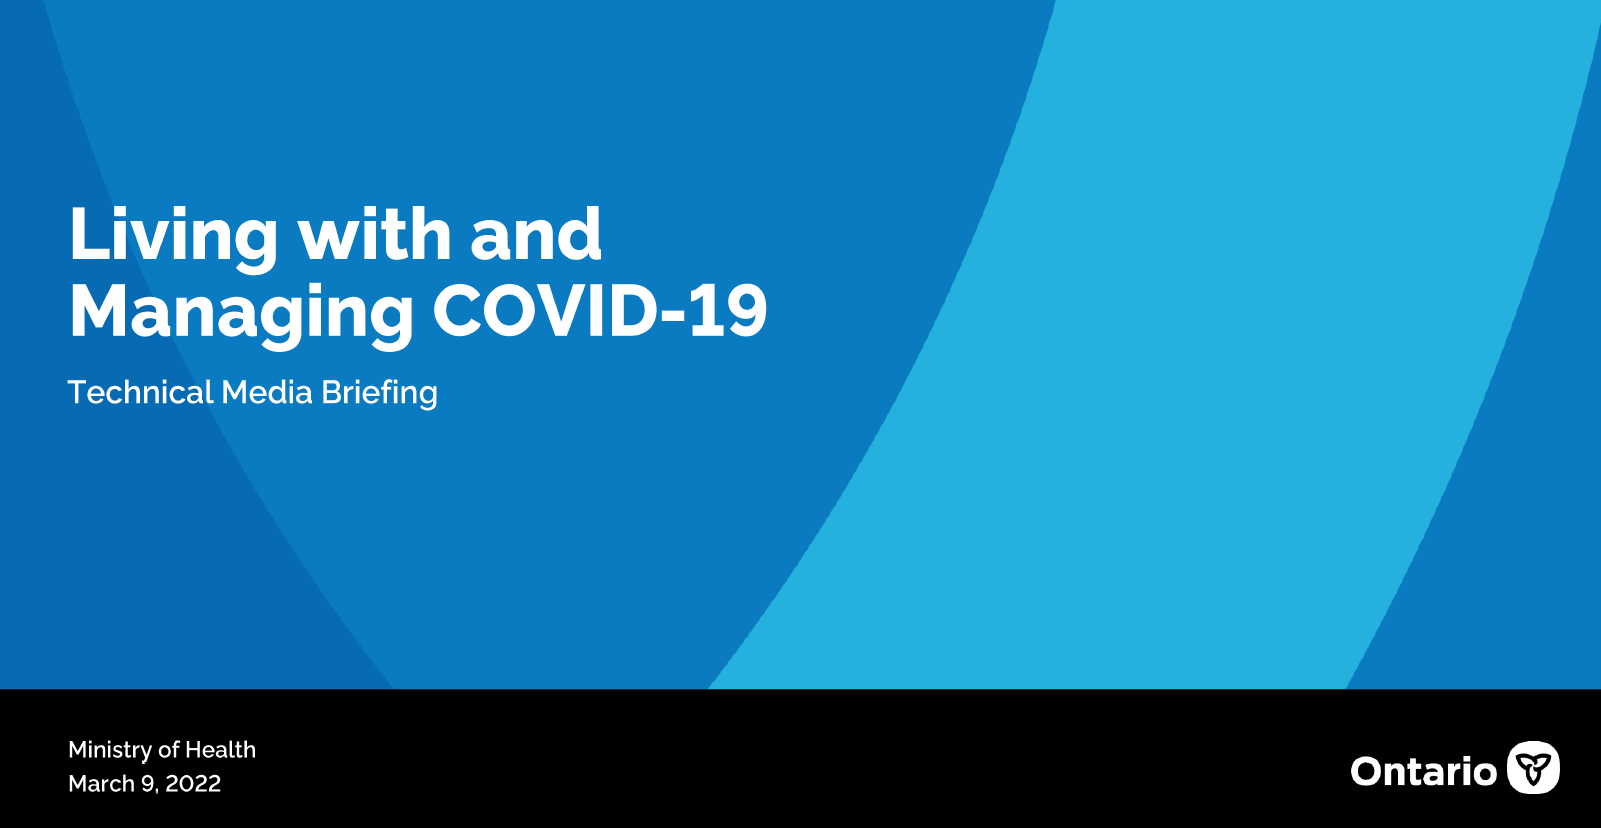 Living with and
Managing COVID-19
Technical Media Briefing
Ministry of Health
March 9, 2022
Ontario